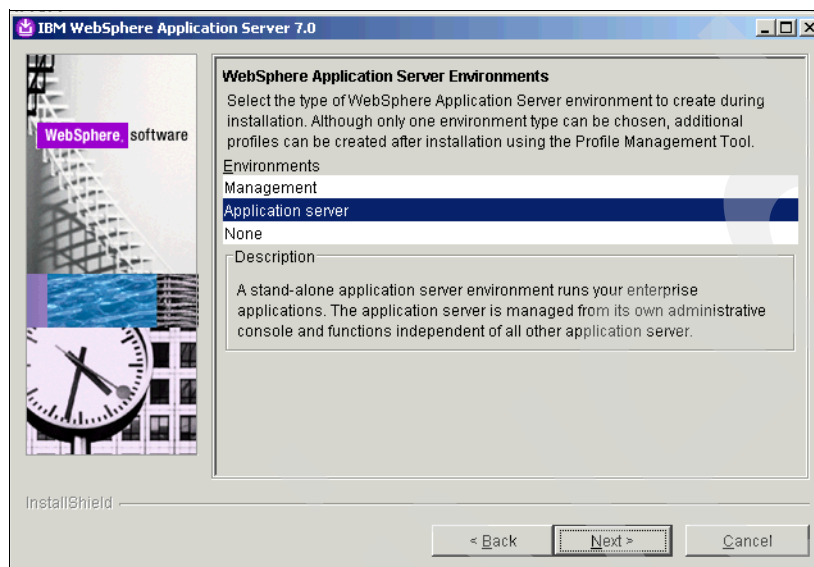 IBM WebSphere Application Server 7.0
WebSphere. software
WebSphere Application Server Environments
Select the type of WebSphere Application Server environment to create during
installation. Although only one environment type can be chosen, additional
profiles can be created after installation using the Profile Management Tool.
Environments
Management
Application server
None
Description
A stand-alone application server environment runs your enterprise
applications. The application server is managed from its own administrative
console and functions independent of all other application server.
InstallShield
< Back
Next >
Cancel